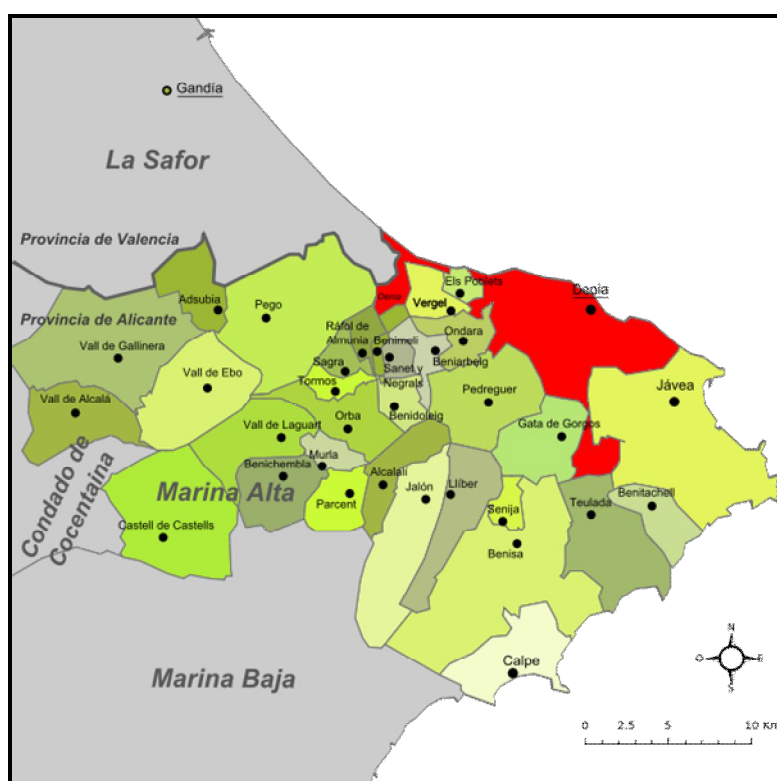 Gandía
La Safor
Provincia de Valencia
Provincia de Alicante
Adsubia
Pego
Denia
Vergel
Els Poblets
Denia
Vall de Gallinera
Vall de Ebo
Ráfol de
Almunia
Benimeli
Ondara
Sagra
Sanet y
Negrals
Beniarbeig
Tormos
Vall de Alcalá
Pedreguer
Jávea
Benidoleig
Orba
Gata de Gorgos
Vall de Laguart
Murla
Condado de
Cocentaina
Benichembla
Marina Alta
Parcent
Alcalalí
Jalón
Llíber
Senija
Teulada
Benitachell
Castell de Castells
Benisa
Calpe
Marina Baja
N
O
E
S
0 2.5 5 10 Km